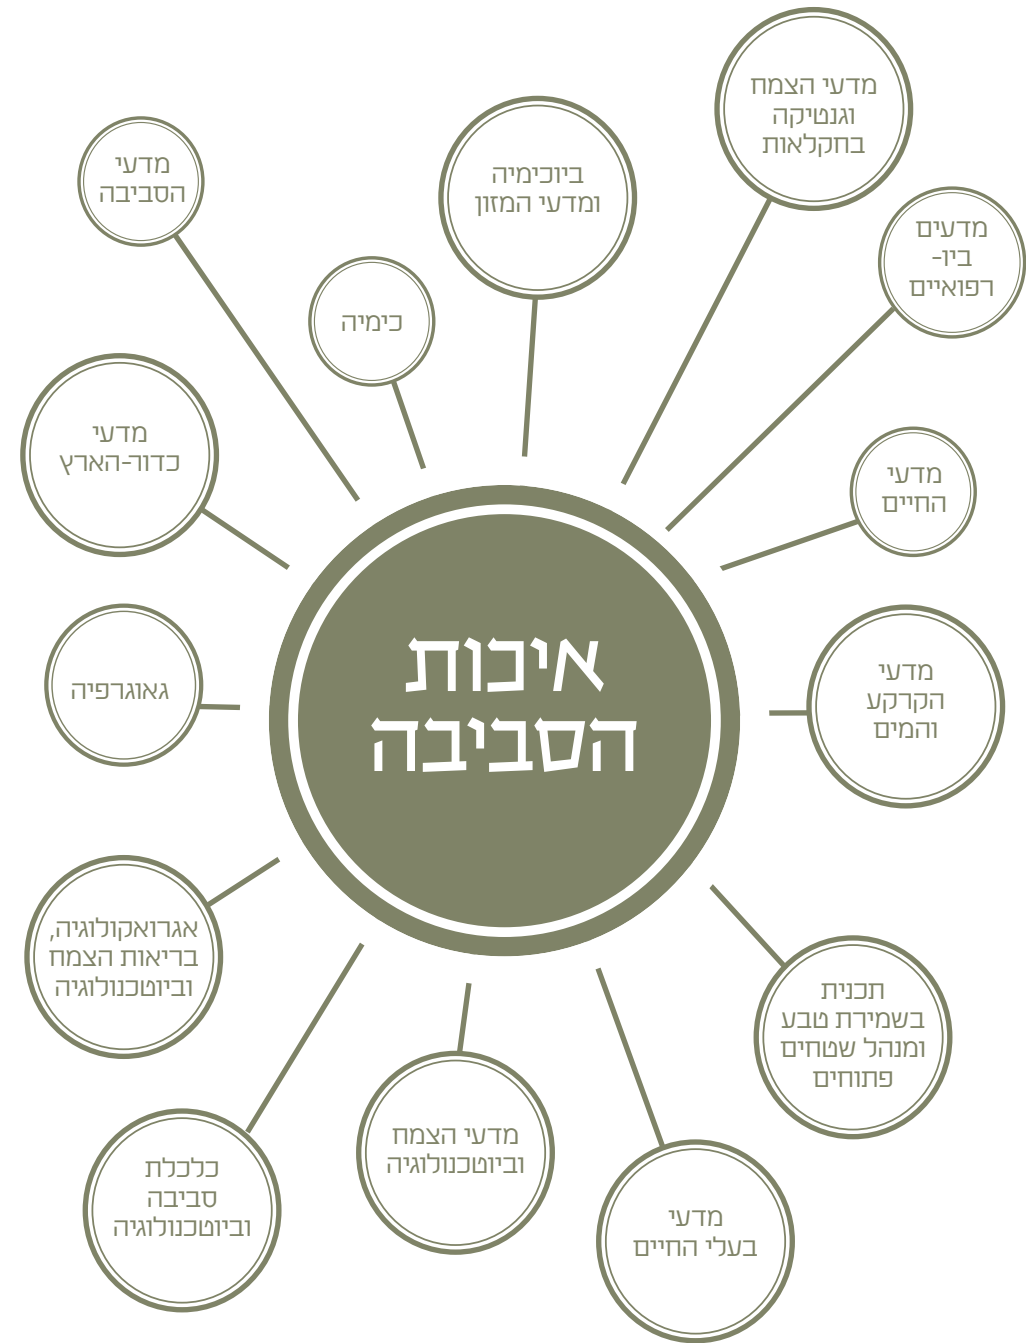 מדעי הצמח
וגנטיקה
בחקלאות
ביוכימיה
ומדעי המזון
מדעי
הסביבה
מדעים
ביו-
רפואיים
כימיה
מדעי
כדור-הארץ
מדעי
החיים
איכות
הסביבה
מדעי
הקרקע
והמים
גאוגרפיה
אגרואקולוגיה,
בריאות הצמח
וביוטכנולוגיה
תכנית
בשמירת טבע
ומנהל שטחים
פתוחים
מדעי הצמח
וביוטכנולוגיה
כלכלת
סביבה
וביוטכנולוגיה
מדעי
בעלי החיים